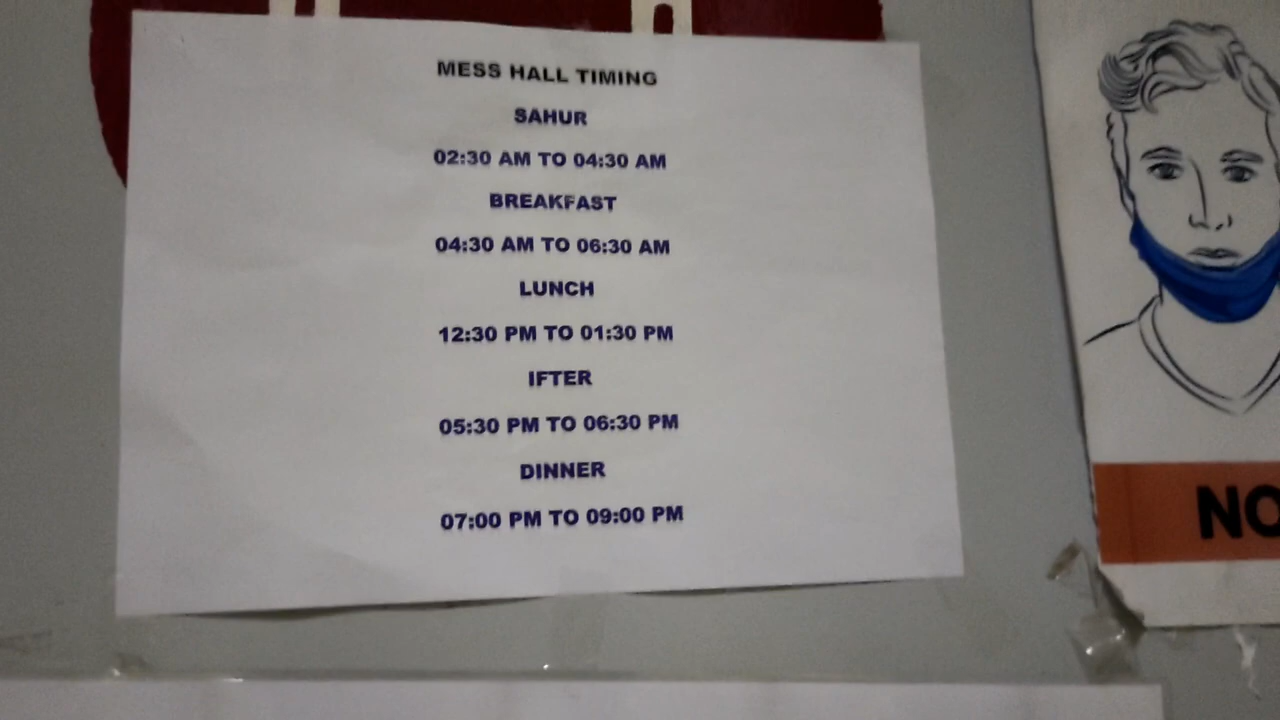 MESS HALL TIMING
SAHUR
02:30 AM TO 04:30 AM
BREAKFAST
04:30 AM TO 06:30 AM
LUNCH
12:30 PM TO 01:30 PM
IFTER
05:30 PM TO 06:30 PM
DINNER
07:00 PM TO 09:00 PM
NO